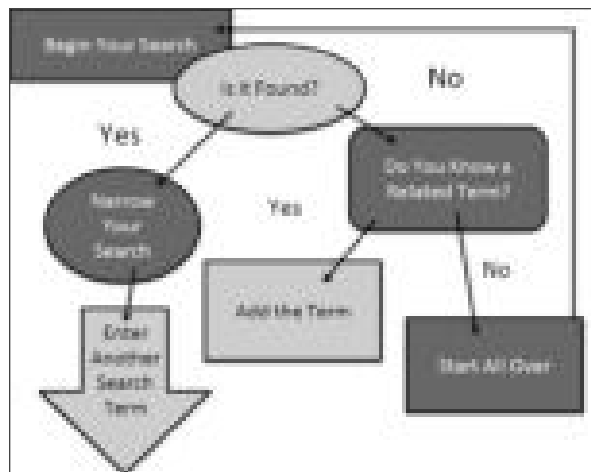 Begin Your Search
Is It Found?
No
Yes
Do You Know a
Related Term?
Narrow
Your
Search
Yes
No
Add the Term
Enter
Another
Search
Term
Start All Over